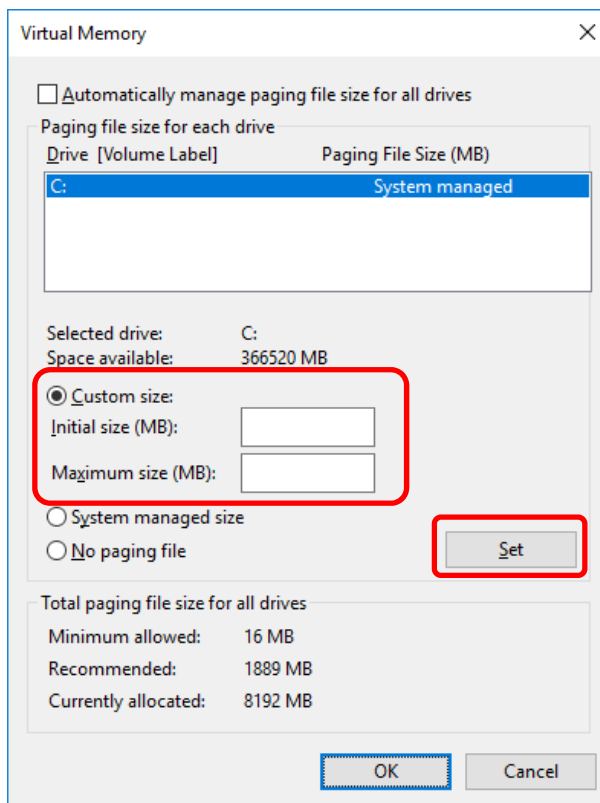 Virtual Memory
Automatically manage paging file size for all drives
Paging file size for each drive
Drive [Volume Label] Paging File Size (MB)
C: System managed
Selected drive: C:
Space available: 366520 MB
Custom size:
Initial size (MB):
Maximum size (MB):
System managed size
No paging file Set
Total paging file size for all drives
Minimum allowed: 16 MB
Recommended: 1889 MB
Currently allocated: 8192 MB
OK Cancel